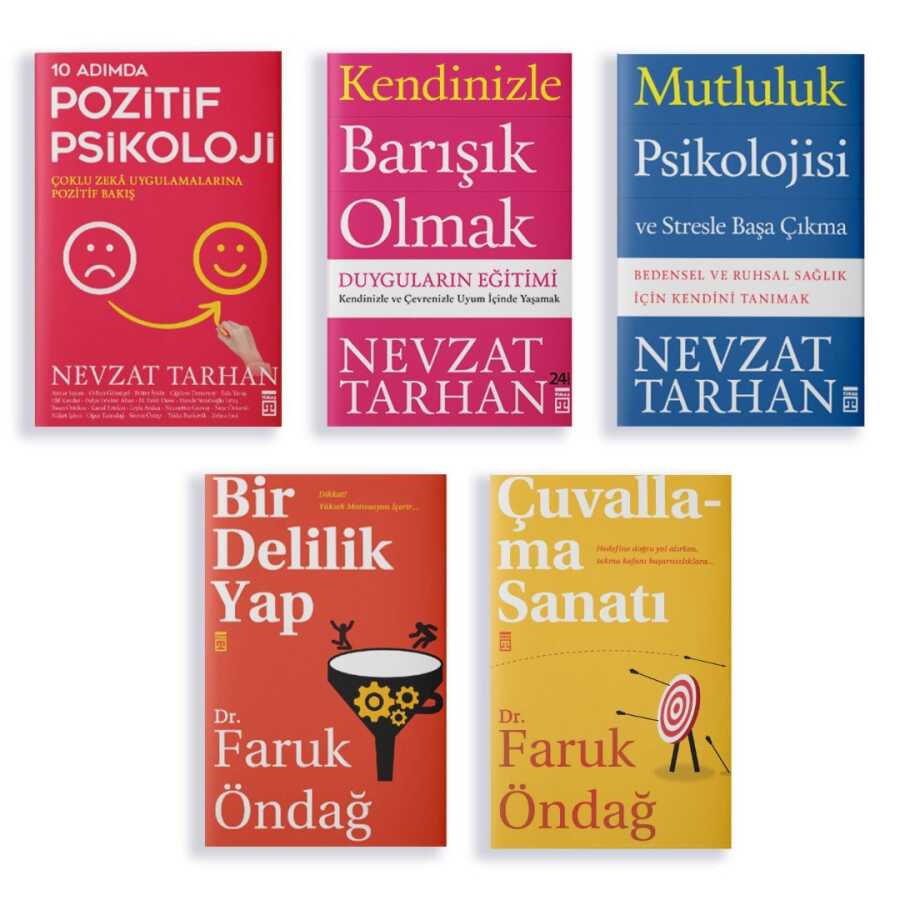 10 ADIMDA
POZİTİF
PSİKOLOJİ
ÇOKLU ZEKÂ UYGULAMALARINA
POZİTİF BAKIŞ
NEVZAT TARHAN
Kendinizle
Barışık
Olmak
DUYGULARIN EĞİTİMİ
Kendinizle ve Çevrenizle Uyum İçinde Yaşamak
NEVZAT
TARHAN
24
Mutluluk
Psikolojisi
ve Stresle Başa Çıkma
BEDENSEL VE RUHSAL SAĞLIK
İÇİN KENDİNİ TANIMAK
NEVZAT
TARHAN
Bir
Delilik
Yap
Dikkat!
Yüksek Motivasyon İçerir...
Dr.
Faruk
Öndağ
Çuvalla-
ma
Sanatı
Hedefine doğru yol alırken,
takma kafanı başarısızlıklara...
Dr.
Faruk
Öndağ